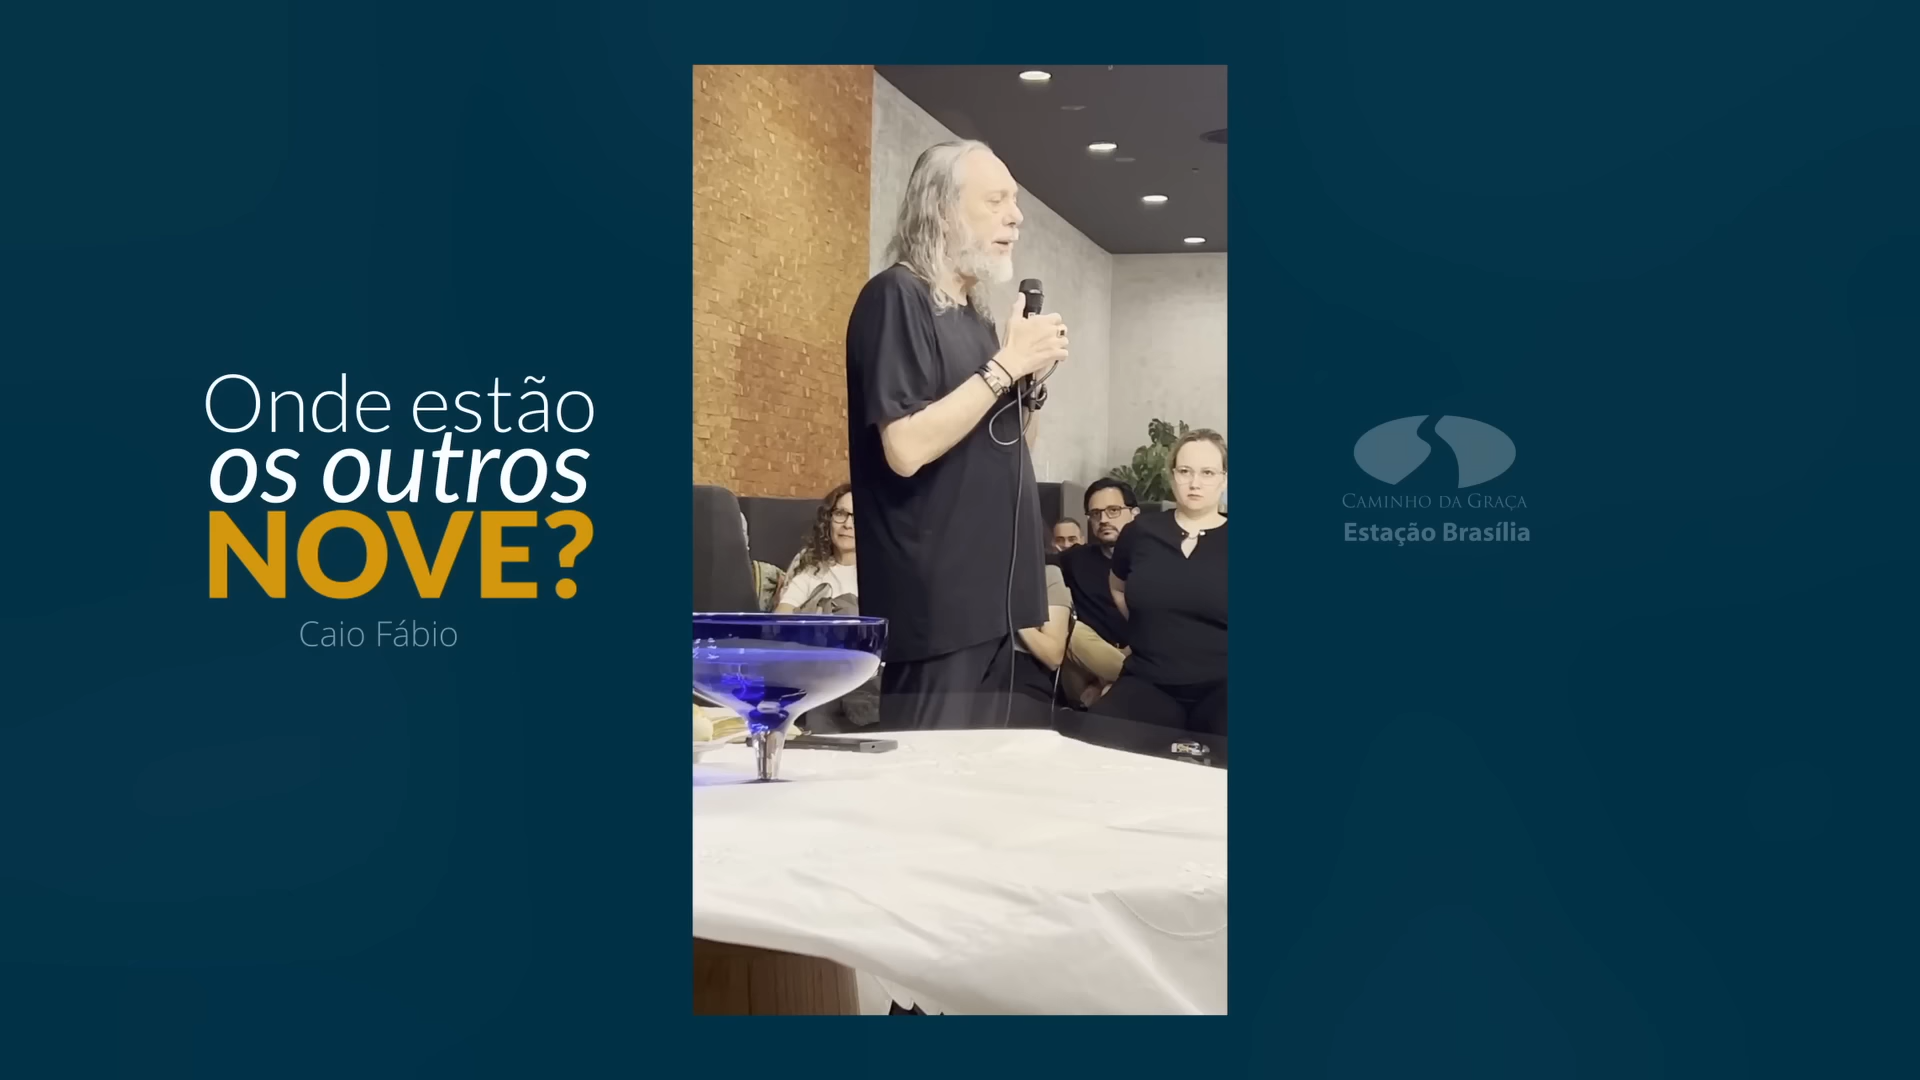 Onde estão
os outros
NOVE?
Caio Fábio
CAMINHO DA GRAÇA
Estação Brasília